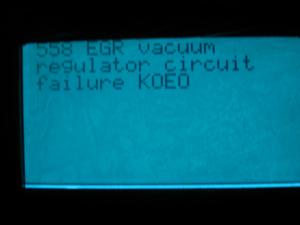 558 EGR vacuum
regulator circuit
failure KOEO